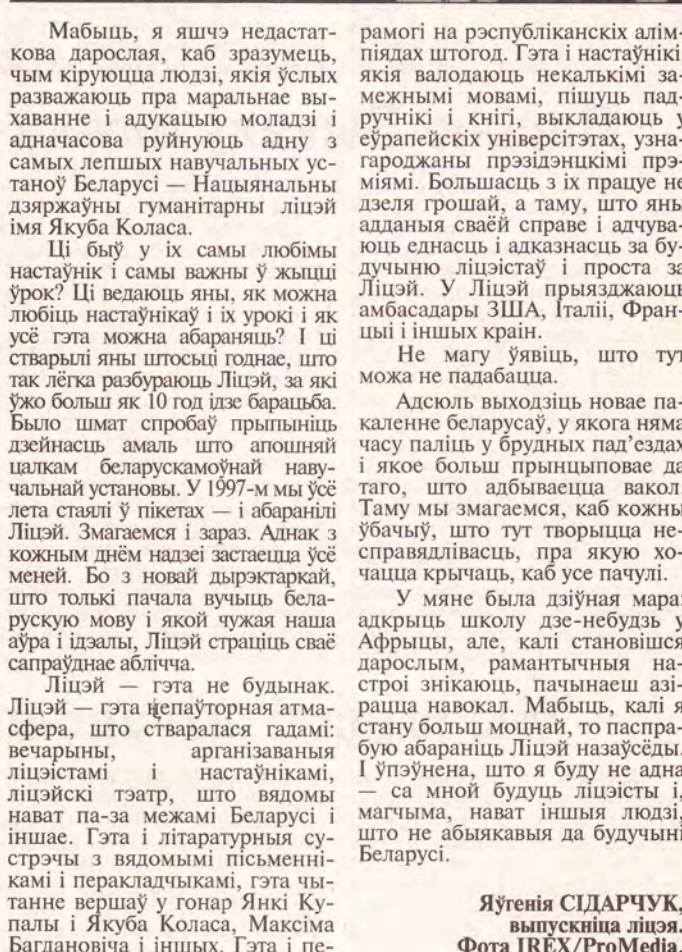 Мабыць, я яшчэ недастат-
кова дарослая, каб зразумець,
чым кіруюцца людзі, якія ўслых
разважаюць пра маральнае вы-
хаванне і адукацыю моладзі і
адначасова руйнуюць адну з
самых лепшых навучальных ус-
таноў Беларусі — Нацыянальны
дзяржаўны гуманітарны ліцэй
імя Якуба Коласа.
Ці быў у іх самы любімы
настаўнік і самы важны ў жыцці
ўрок? Ці ведаюць яны, як можна
любіць настаўнікаў і іх урокі і як
усё гэта можна абараняць? І ці
стварылі яны штосьці годнае, што
так лёгка разбураюць Ліцэй, за які
ўжо больш як 10 год ідзе барацьба.
Было шмат спробаў прыпыніць
дзейнасць амаль што апошняй
цалкам беларускамоўнай наву-
чальнай установы. У 1997-м мы ўсё
лета стаялі ў пікетах — і абаранілі
Ліцэй. Змагаемся і зараз. Аднак з
кожным днём надзеі застаецца ўсё
меней. Бо з новай дырэктаркай,
што толькі пачала вучыць бела-
рускую мову і якой чужая наша
аўра і ідэалы, Ліцэй страціць сваё
сапраўднае аблічча.
Ліцэй — гэта не будынак.
Ліцэй — гэта непаўторная атма-
сфера, што стваралася гадамі:
вечарыны, арганізаваныя
ліцэістамі і настаўнікамі,
ліцэйскі тэатр, што вядомы
нават па-за межамі Беларусі і
іншае. Гэта і літаратурныя су-
стрэчы з вядомымі пісьменні-
камі і перакладчыкамі, гэта чы-
танне вершаў у гонар Янкі Ку-
палы і Якуба Коласа, Максіма
Багдановіча і іншых. Гэта і пе-
рамогі на рэспубліканскіх алім-
піядах штогод. Гэта і настаўнікі,
якія валодаюць некалькімі за-
межнымі мовамі, пішуць пад-
ручнікі і кнігі, выкладаюць у
еўрапейскіх універсітэтах, узна-
гароджаны прэзідэнцкімі прэ-
міямі. Большасць з іх працуе не
дзеля грошай, а таму, што яны
адданыя сваёй справе і адчува-
юць еднасць і адказнасць за бу-
дучыню ліцэістаў і проста за
Ліцэй. У Ліцэй прыязджаюць
амбасадары ЗША, Італіі, Фран-
цыі і іншых краін.
Не магу ўявіць, што тут
можа не падабацца.
Адсюль выходзіць новае па-
каленне беларусаў, у якога няма
часу паліць у брудных пад'ездах
і якое больш прынцыповае да
таго, што адбываецца вакол.
Таму мы змагаемся, каб кожны
ўбачыў, што тут творыцца не-
справядлівасць, пра якую хо-
чацца крычаць, каб усе пачулі.
У мяне была дзіўная мара:
адкрыць школу дзе-небудзь у
Афрыцы, але, калі становішся
дарослым, рамантычныя на-
строі знікаюць, пачынаеш азі-
рацца навокал. Мабыць, калі я
стану больш моцнай, то паспра-
бую абараніць Ліцэй назаўсёды.
І ўпэўнена, што я буду не адна
— са мной будуць ліцэісты і,
магчыма, нават іншыя людзі,
што не абыякавыя да будучыні
Беларусі.
Яўгенія СІДАРЧУК,
выпускніца ліцэя.
Фота IREX/ProMedia.